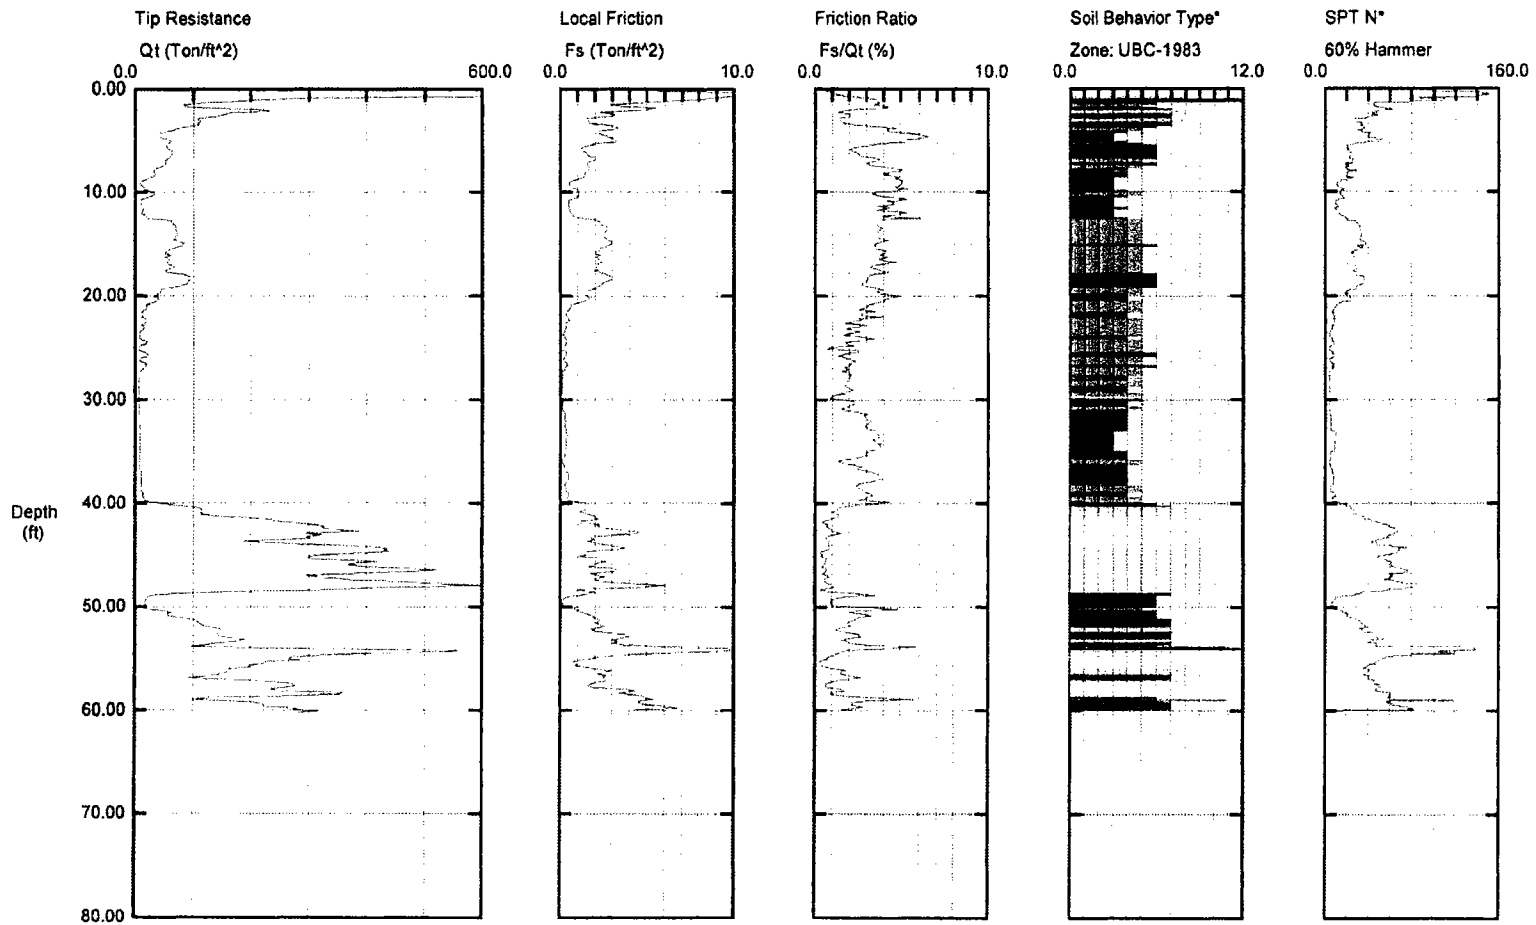 Tip Resistance
Qt (Ton/ft^2)
0.0 600.0
Local Friction
Fs (Ton/ft^2)
0.0 10.0
Friction Ratio
Fs/Qt (%)
0.0 10.0
Soil Behavior Type*
Zone: UBC-1983
0.0 12.0
SPT N*
60% Hammer
0.0 160.0
0.00
10.00
20.00
30.00
40.00
Depth
(ft)
50.00
60.00
70.00
80.00